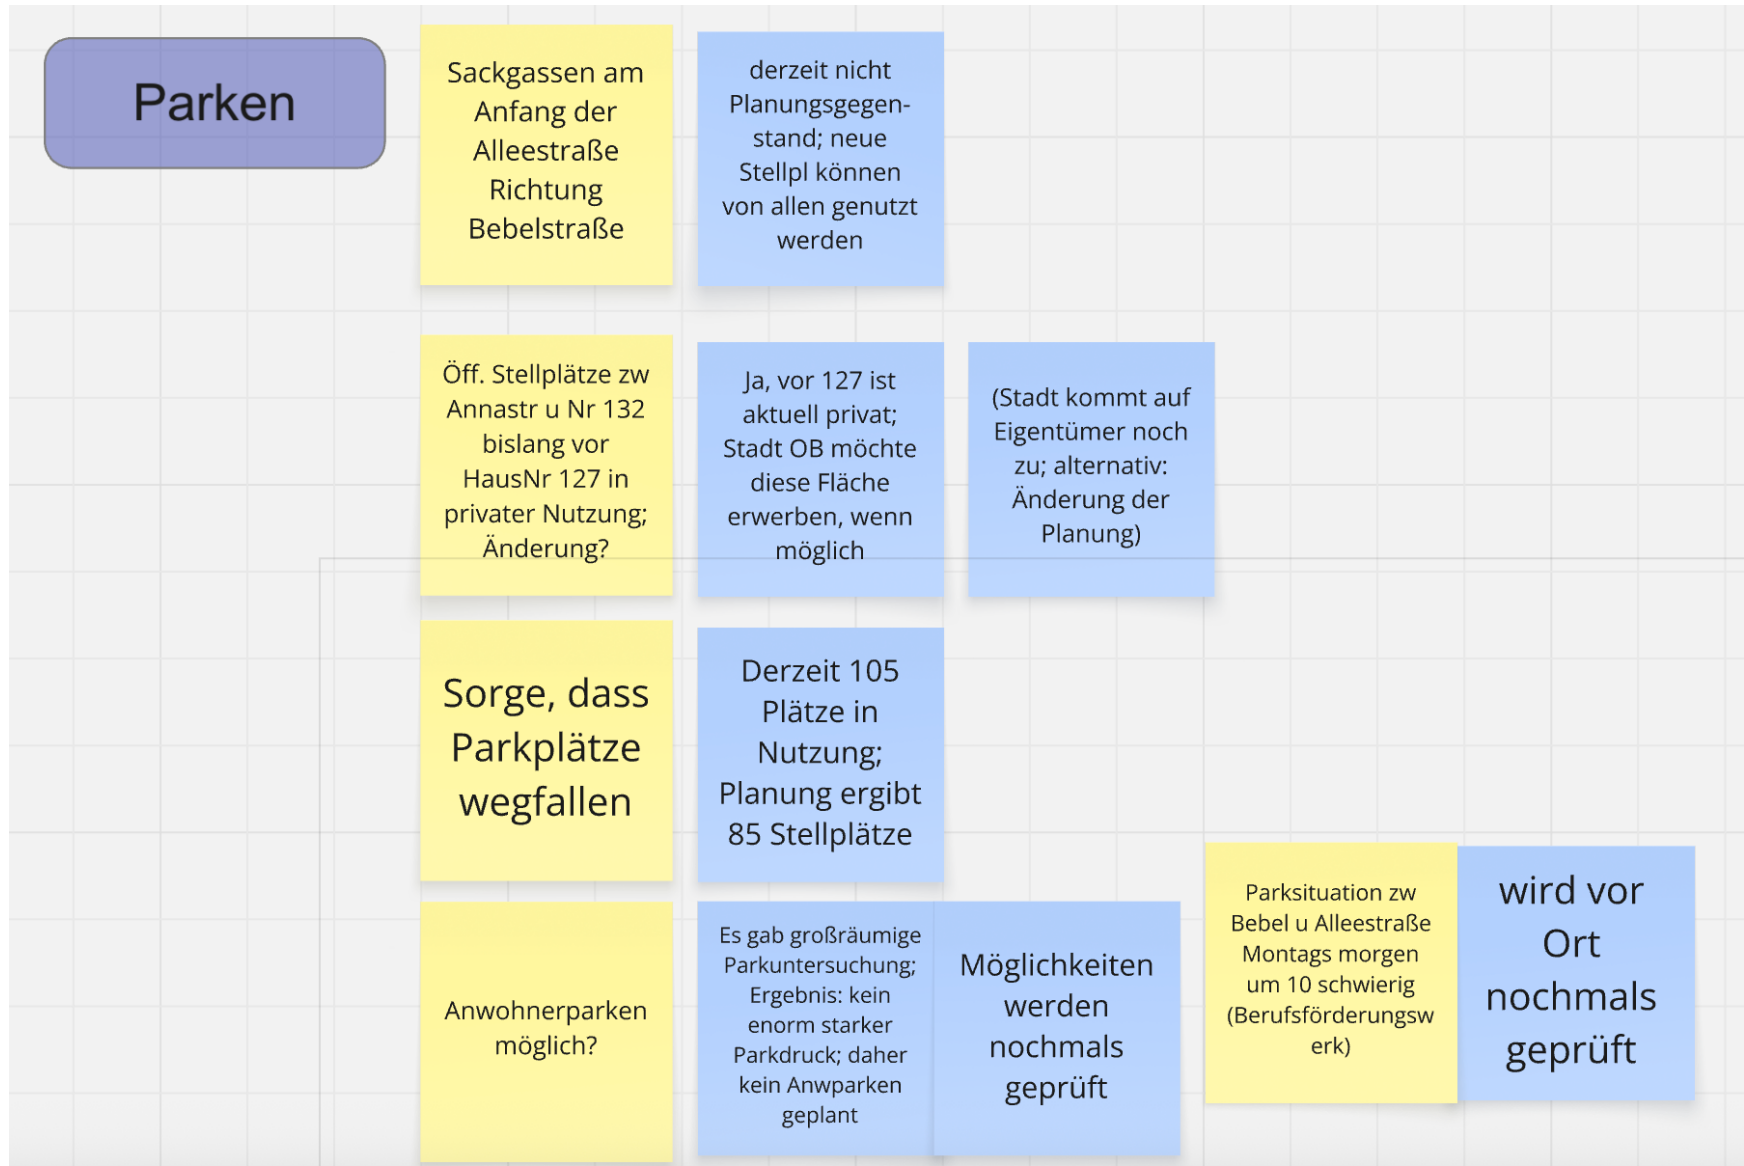 Parken
Sackgassen am
Anfang der
Alleestraße
Richtung
Bebelstraße
derzeit nicht
Planungsgegen-
stand; neue
Stellpl können
von allen genutzt
werden
Öff. Stellplätze zw
Annastr u Nr 132
bislang vor
HausNr 127 in
privater Nutzung;
Änderung?
Ja, vor 127 ist
aktuell privat;
Stadt OB möchte
diese Fläche
erwerben, wenn
möglich
(Stadt kommt auf
Eigentümer noch
zu; alternativ:
Änderung der
Planung)
Sorge, dass
Parkplätze
wegfallen
Derzeit 105
Plätze in
Nutzung;
Planung ergibt
85 Stellplätze
Anwohnerparken
möglich?
Es gab großräumige
Parkuntersuchung;
Ergebnis: kein
enorm starker
Parkdruck; daher
kein Anwparken
geplant
Möglichkeiten
werden
nochmals
geprüft
Parksituation zw
Bebel u Alleestraße
Montags morgen
um 10 schwierig
(Berufsförderungsw
erk)
wird vor
Ort
nochmals
geprüft